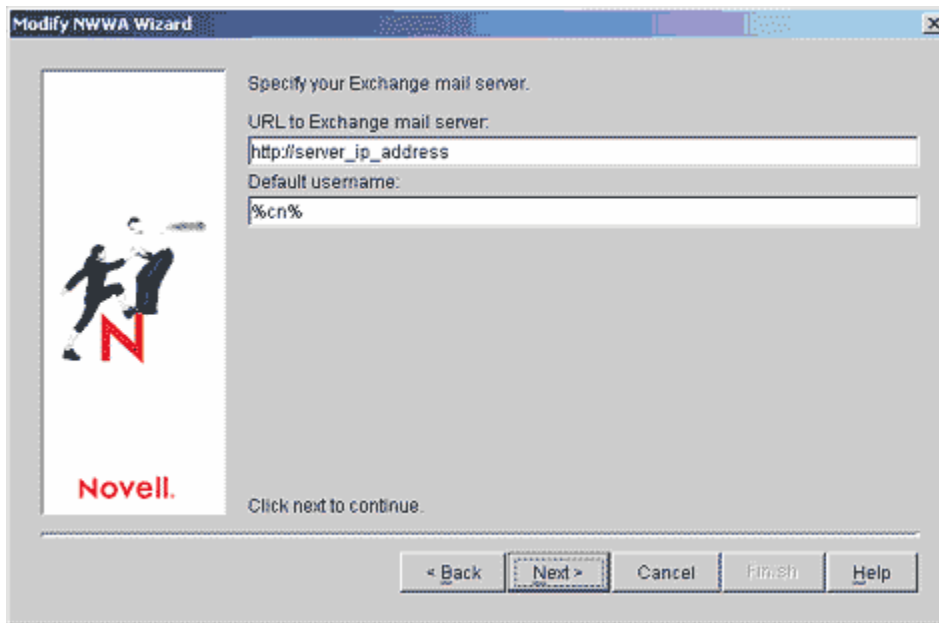 Modify NWWA Wizard
Specify your Exchange mail server.
URL to Exchange mail server:
http://server_ip_address
Default username:
%cn%
N
Novell.
Click next to continue.
< Back Next > Cancel Finish Help